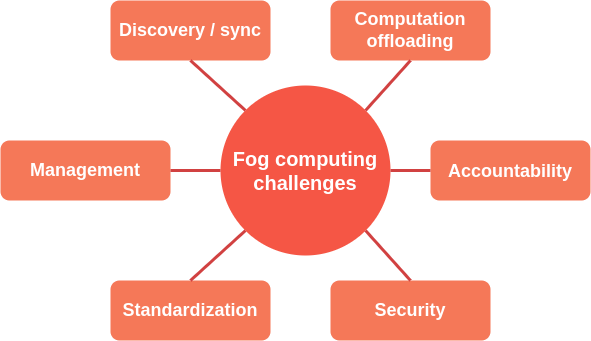 Discovery / sync
Computation
offloading
Management
Fog computing
challenges
Accountability
Standardization
Security